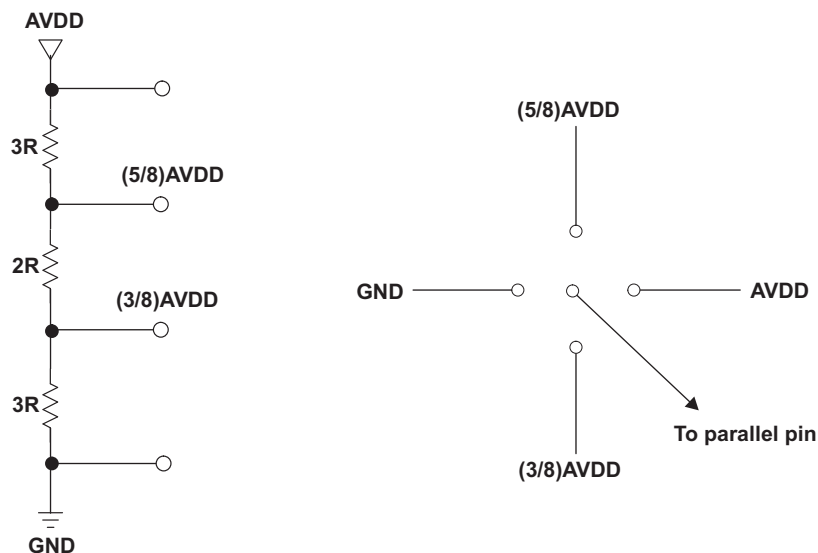 AVDD
3R
(5/8)AVDD
2R
(3/8)AVDD
3R
GND
(5/8)AVDD
GND
AVDD
To parallel pin
(3/8)AVDD